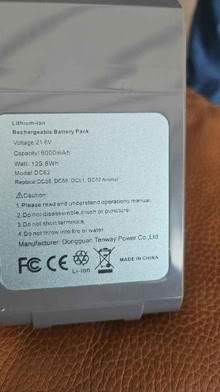 Lithium-ion
Rechargeable Battery Pack
Voltage:21.6V
Capacity: 6000mAh
Watt: 129.6Wh
Model DC62
Replace: DC58, DC59, DC61, DC62 Animal
⚠Caution:
1. Please read and understand operations manual.
2. Do not disassemble, crush or puncture.
3. Do not short terminals.
4. Do not throw into fire or water.
Manufacturer: Dongguan Tenway Power Co.,Ltd
FC CE Li-ion MADE IN CHINA